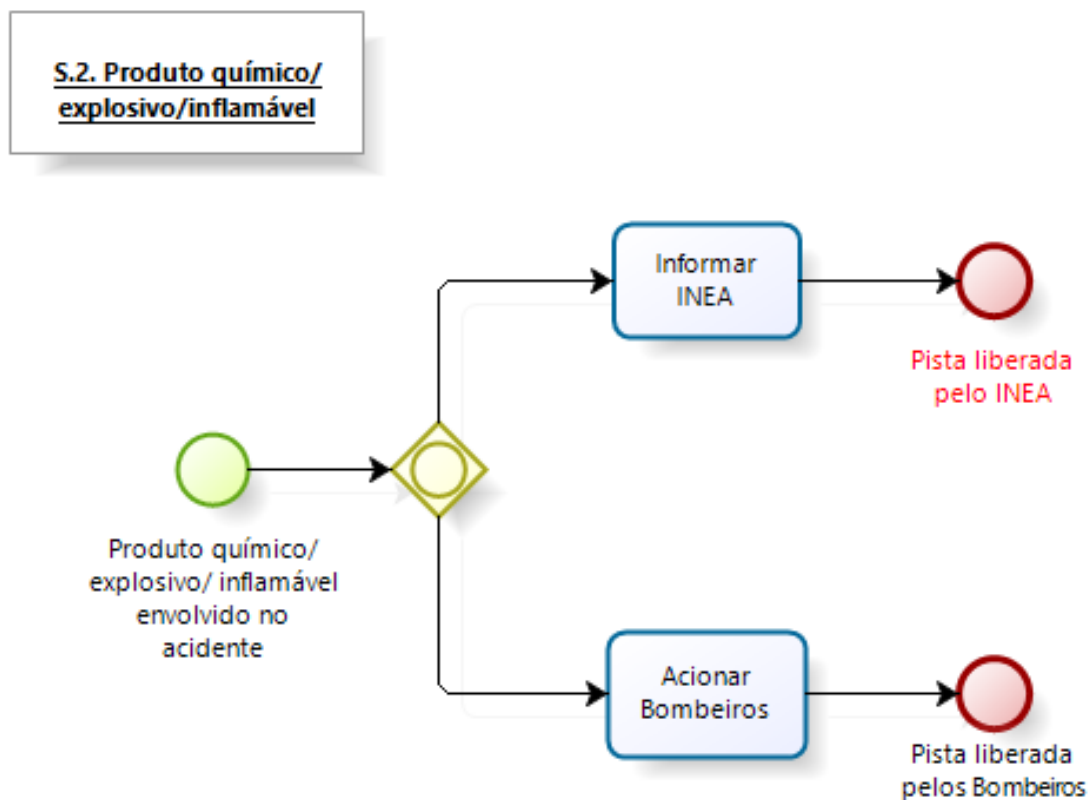 S.2. Produto químico/
explosivo/inflamável
Informar
INEA
Pista liberada
pelo INEA
Produto químico/
explosivo/ inflamável
envolvido no
acidente
Acionar
Bombeiros
Pista liberada
pelos Bombeiros